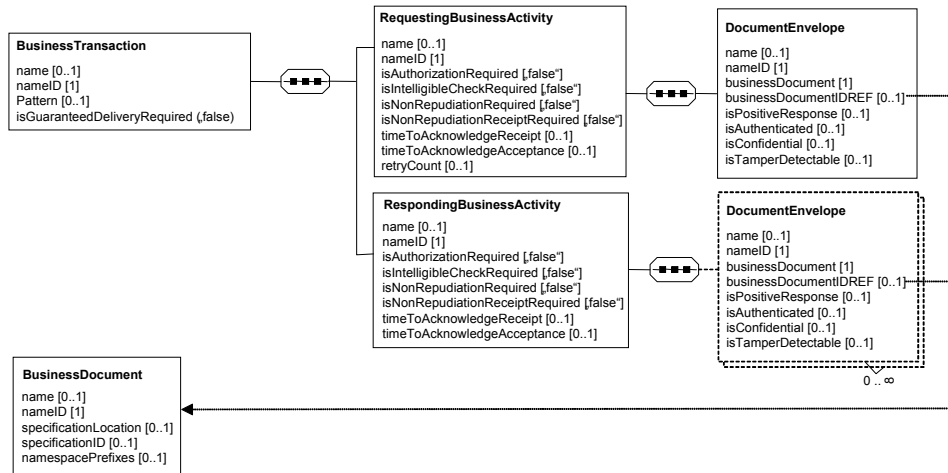 BusinessTransaction
name [0..1]
nameID [1]
Pattern [0..1]
isGuaranteedDeliveryRequired („false)
RequestingBusinessActivity
name [0..1]
nameID [1]
isAuthorizationRequired [„false“]
isIntelligibleCheckRequired [„false“]
isNonRepudiationRequired [„false“]
isNonRepudiationReceiptRequired [„false“]
timeToAcknowledgeReceipt [0..1]
timeToAcknowledgeAcceptance [0..1]
retryCount [0..1]
DocumentEnvelope
name [0..1]
nameID [1]
businessDocument [1]
businessDocumentIDREF [0..1]
isPositiveResponse [0..1]
isAuthenticated [0..1]
isConfidential [0..1]
isTamperDetectable [0..1]
RespondingBusinessActivity
name [0..1]
nameID [1]
isAuthorizationRequired [„false“]
isIntelligibleCheckRequired [„false“]
isNonRepudiationRequired [„false“]
isNonRepudiationReceiptRequired [„false“]
timeToAcknowledgeReceipt [0..1]
timeToAcknowledgeAcceptance [0..1]
DocumentEnvelope
name [0..1]
nameID [1]
businessDocument [1]
businessDocumentIDREF [0..1]
isPositiveResponse [0..1]
isAuthenticated [0..1]
isConfidential [0..1]
isTamperDetectable [0..1]
0 .. ∞
BusinessDocument
name [0..1]
nameID [1]
specificationLocation [0..1]
specificationID [0..1]
namespacePrefixes [0..1]